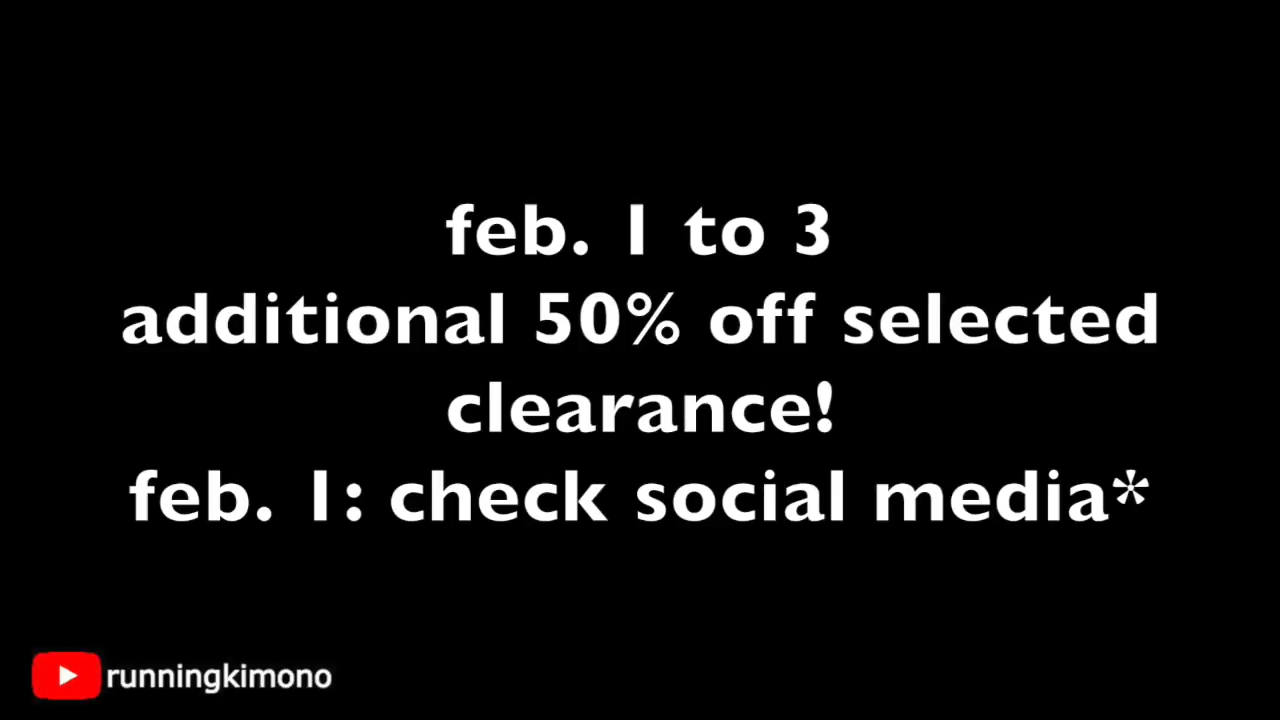 feb. 1 to 3
additional 50% off selected
clearance!
feb. 1: check social media*
runningkimono